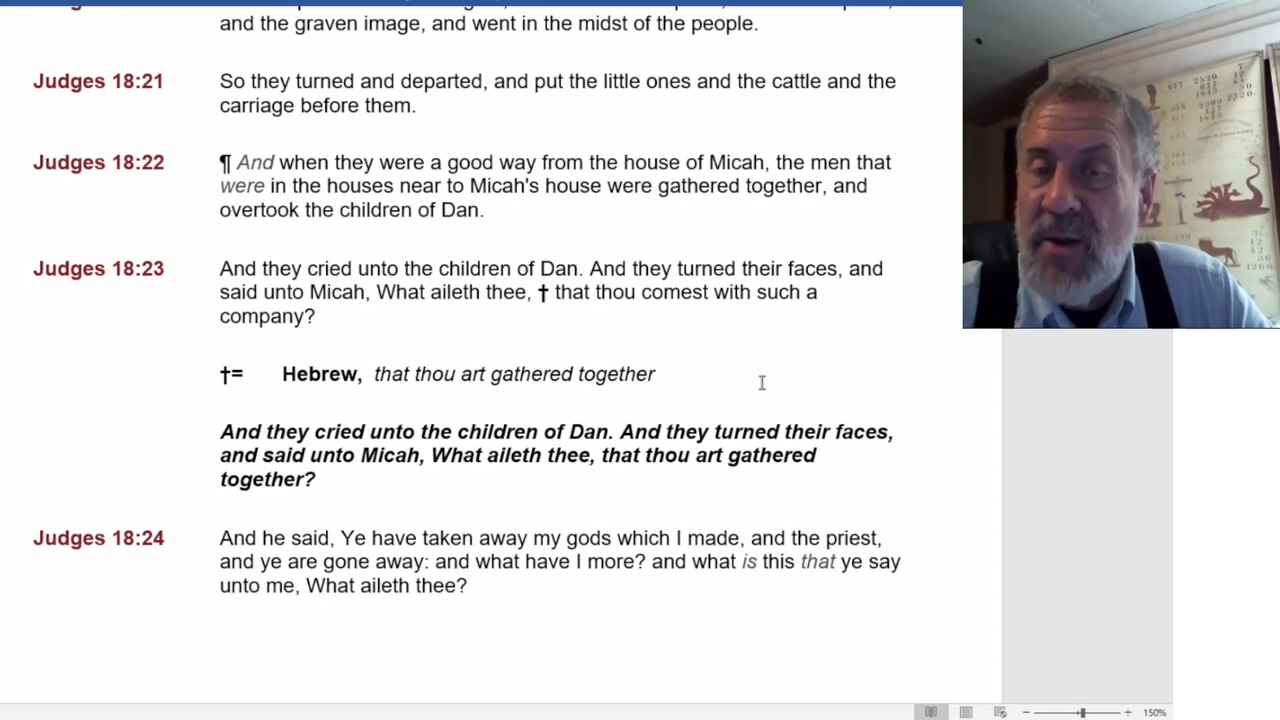 and the graven image, and went in the midst of the people.
Judges 18:21 So they turned and departed, and put the little ones and the cattle and the
carriage before them.
Judges 18:22 ¶ And when they were a good way from the house of Micah, the men that
were in the houses near to Micah's house were gathered together, and
overtook the children of Dan.
Judges 18:23 And they cried unto the children of Dan. And they turned their faces, and
said unto Micah, What aileth thee, † that thou comest with such a
company?
†= Hebrew, that thou art gathered together
And they cried unto the children of Dan. And they turned their faces,
and said unto Micah, What aileth thee, that thou art gathered
together?
Judges 18:24 And he said, Ye have taken away my gods which I made, and the priest,
and ye are gone away: and what have I more? and what is this that ye say
unto me, What aileth thee?
677
2520
150%